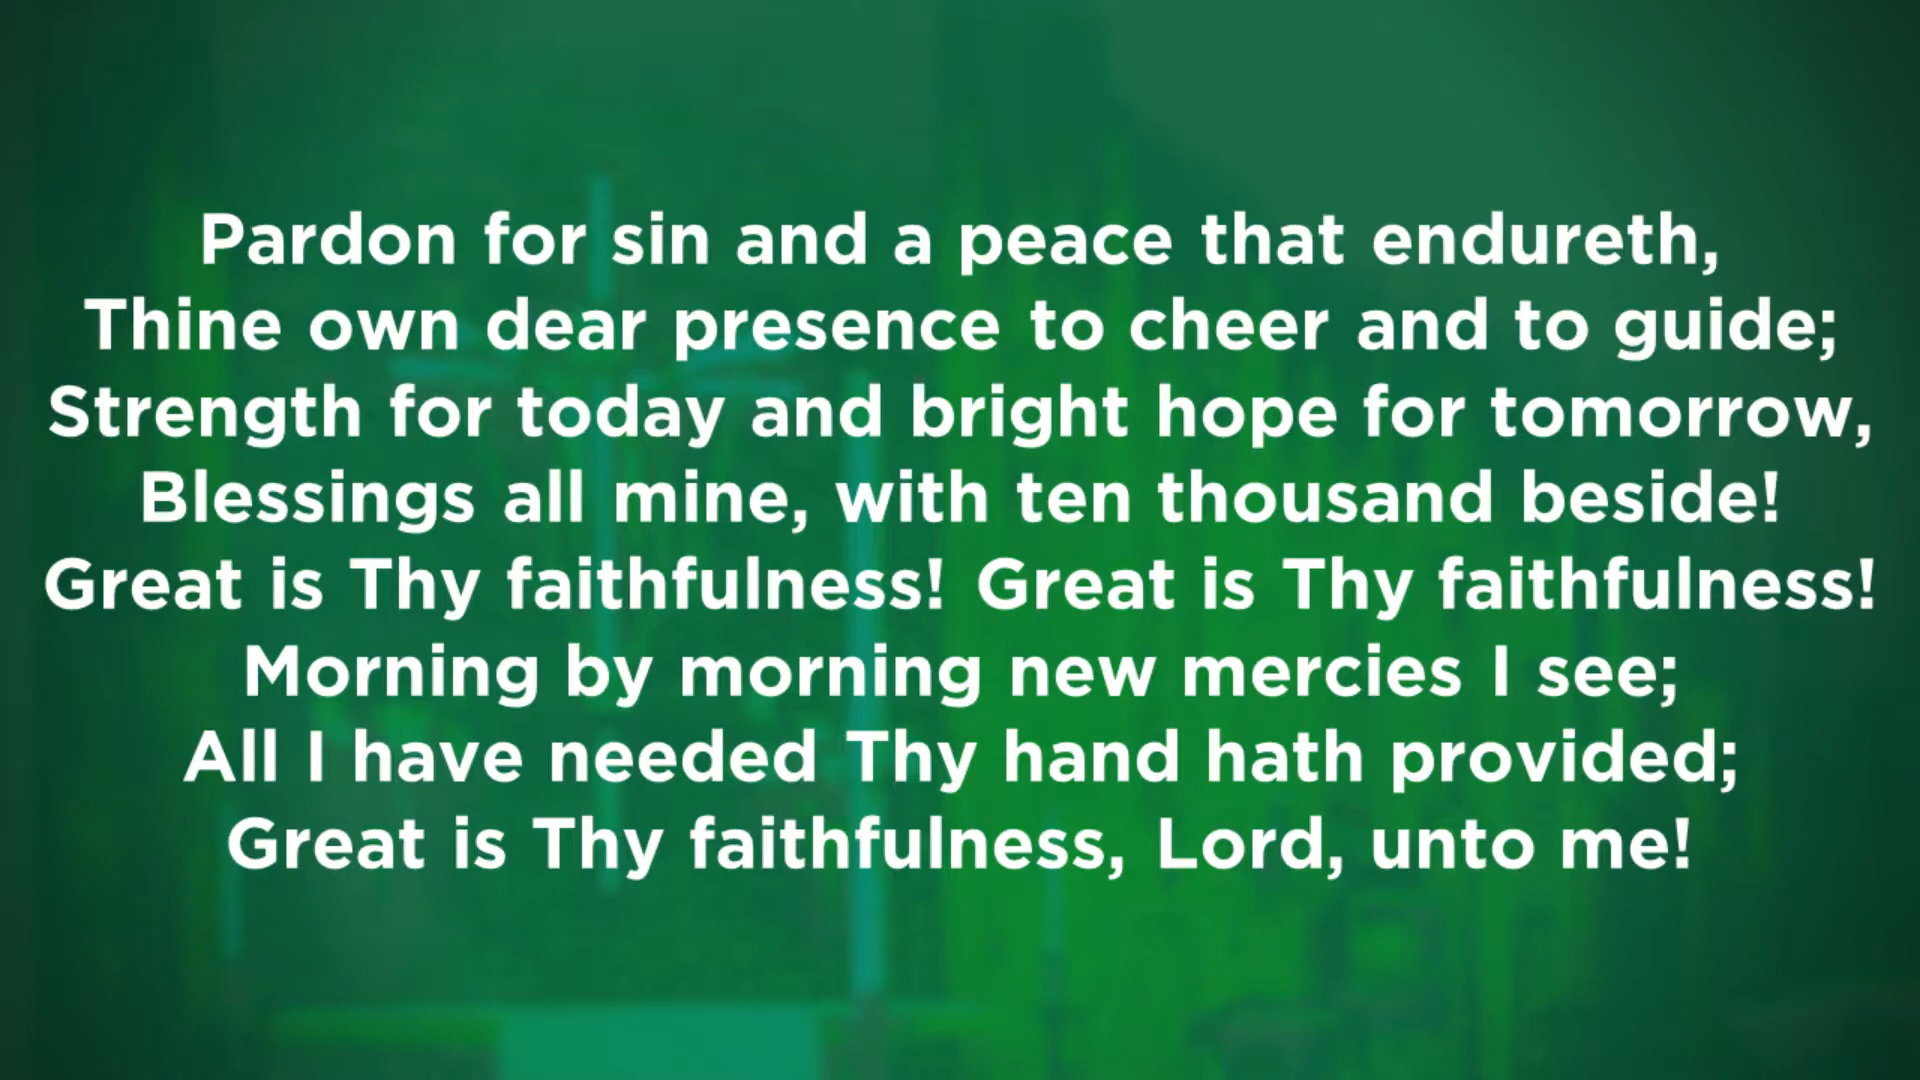 Pardon for sin and a peace that endureth,
Thine own dear presence to cheer and to guide;
Strength for today and bright hope for tomorrow,
Blessings all mine, with ten thousand beside!
Great is Thy faithfulness! Great is Thy faithfulness!
Morning by morning new mercies I see;
All I have needed Thy hand hath provided;
Great is Thy faithfulness, Lord, unto me!